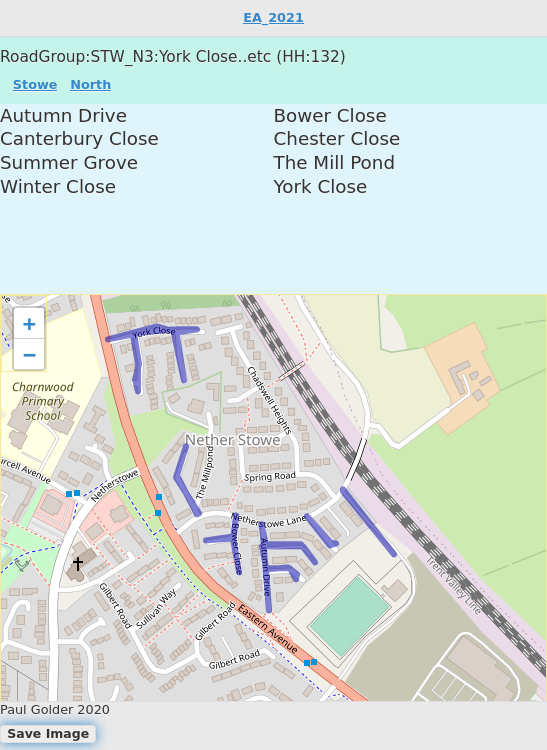 EA_2021
RoadGroup:STW_N3:York Close..etc (HH:132)
Stowe North
Autumn Drive Bower Close
Canterbury Close Chester Close
Summer Grove The Mill Pond
Winter Close York Close
+
−
York Close
Charnwood
Primary
School
Chadswell Heights
Nether Stowe
The Millpond
Spring Road
urcell Avenue
Netherstowe
Netherstowe Lane
Bower Close
Autumn Drive
Trent Valley Line
Gilbert Road
Sullivan Way
Gilbert Road
Eastern Avenue
Gilbert Road
Paul Golder 2020
Save Image